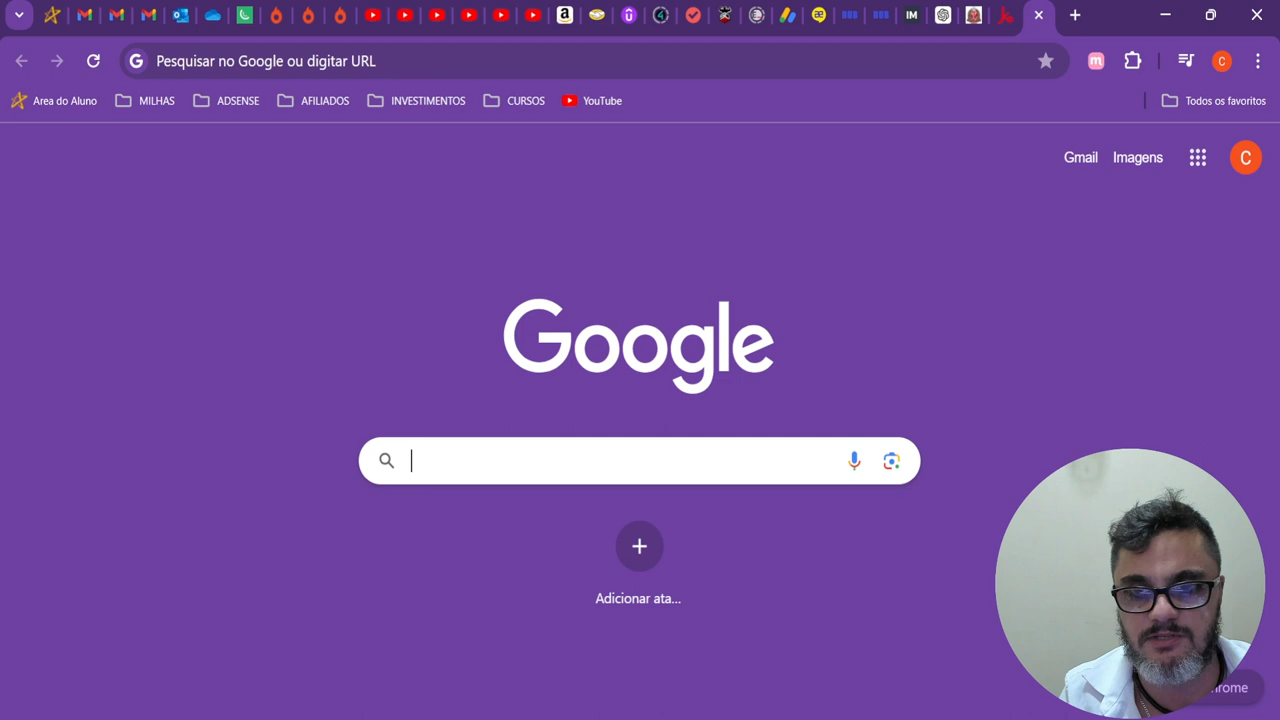 Pesquisar no Google ou digitar URL
Area do Aluno MILHAS ADSENSE AFILIADOS INVESTIMENTOS CURSOS YouTube Todos os favoritos
Gmail Imagens C
Google
Adicionar ata...